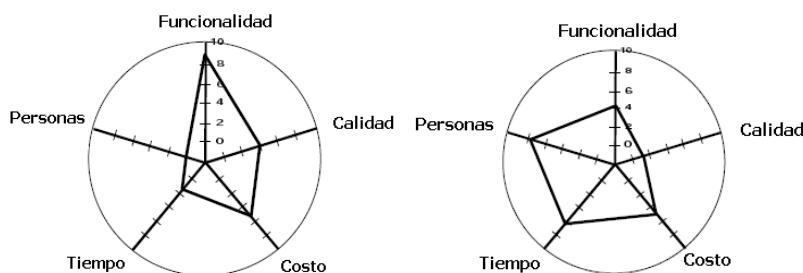 Funcionalidad
10
8
6
4
2
0
Personas
Calidad
Tiempo
Costo
Funcionalidad
10
8
6
4
2
0
Personas
Calidad
Tiempo
Costo